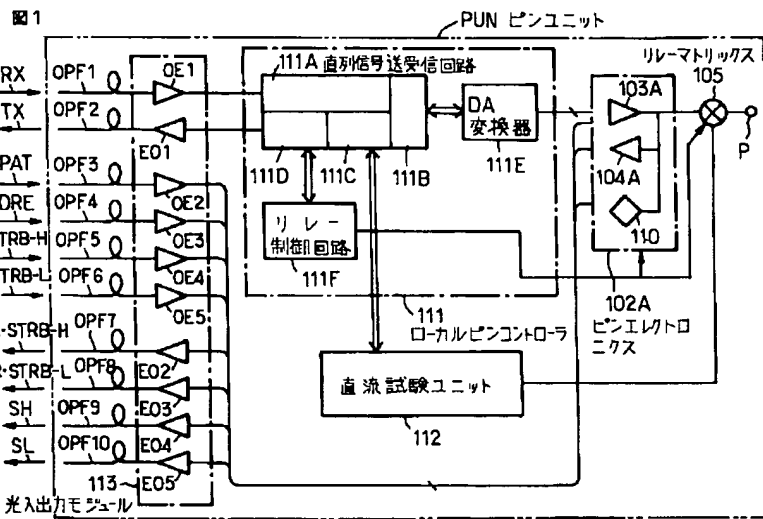 図1
PUN ピンユニット
リレーマトリックス
105
RX
OPF1
OE1
111A 直列信号送受信回路
DA
変換器
111E
103A
P
TX
OPF2
EO1
111D
111C
111B
104A
PAT
OPF3
OE2
DRE
OPF4
OE3
リレー
制御回路
111F
110
TRB-H
OPF5
OE4
TRB-L
OPF6
OE5
111
102A
ローカルピンコントローラ
ピンエレクトロ
ニクス
-STRB-H
OPF7
EO2
-STRB-L
OPF8
EO3
直流試験ユニット
112
SH
OPF9
EO4
SL
OPF10
EO5
113
光入出力モジュール